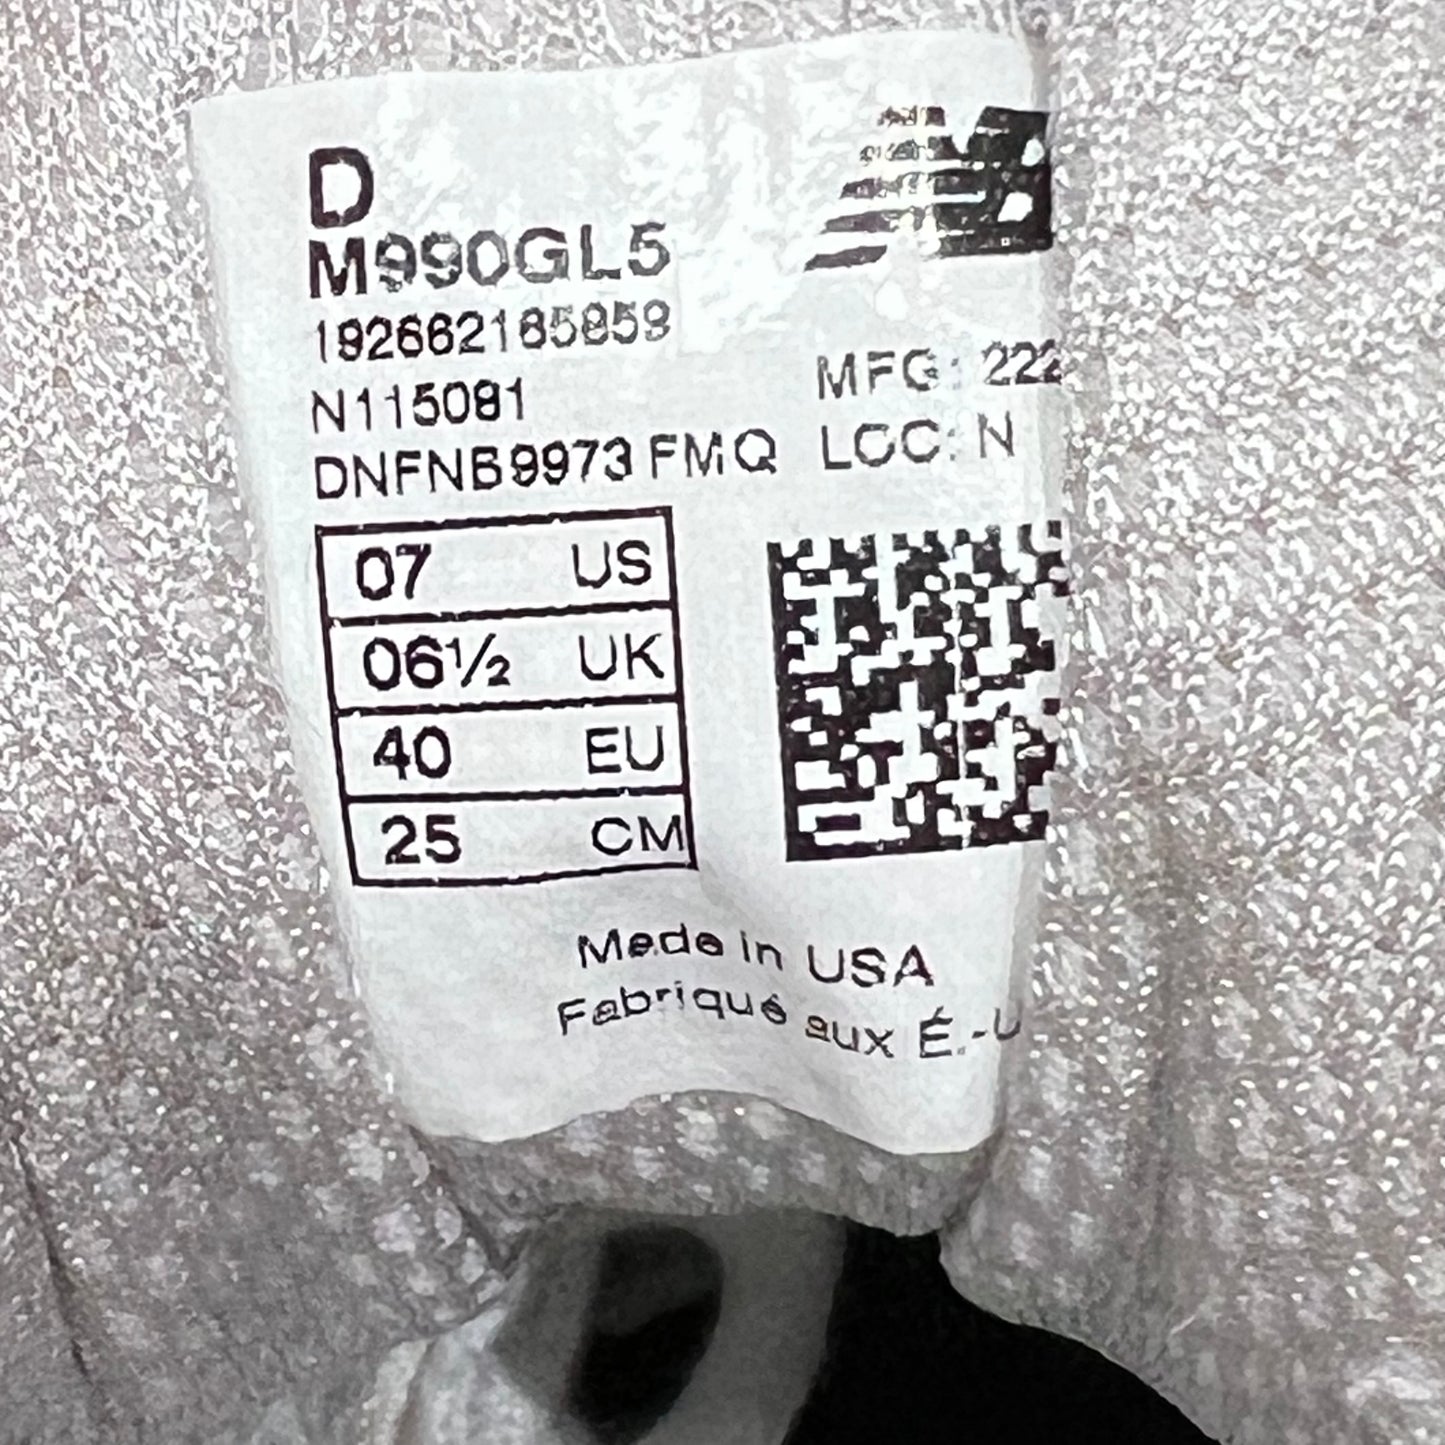 D
M990GL5
192662185859
N115081
DNFNB9973 FMQ
MFG: 222
LOC: N
07 US
06½ UK
40 EU
25 CM
Made in USA
Fabriqué aux É.-U